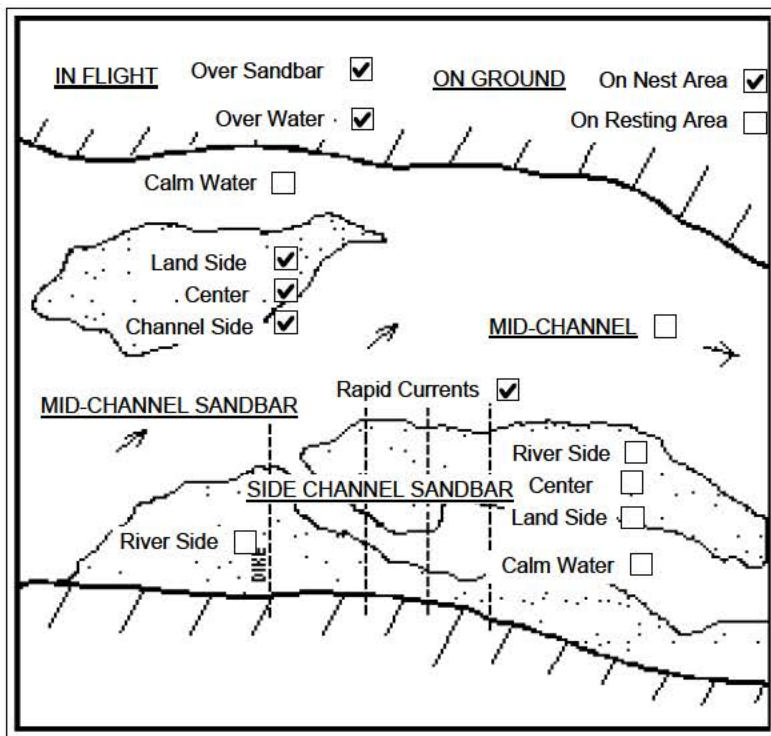 IN FLIGHT Over Sandbar ON GROUND On Nest Area
Over Water On Resting Area
Calm Water
Land Side
Center
Channel Side
MID-CHANNEL
Rapid Currents
MID-CHANNEL SANDBAR
River Side
SIDE CHANNEL SANDBAR Center
Land Side
River Side
DIKE
Calm Water